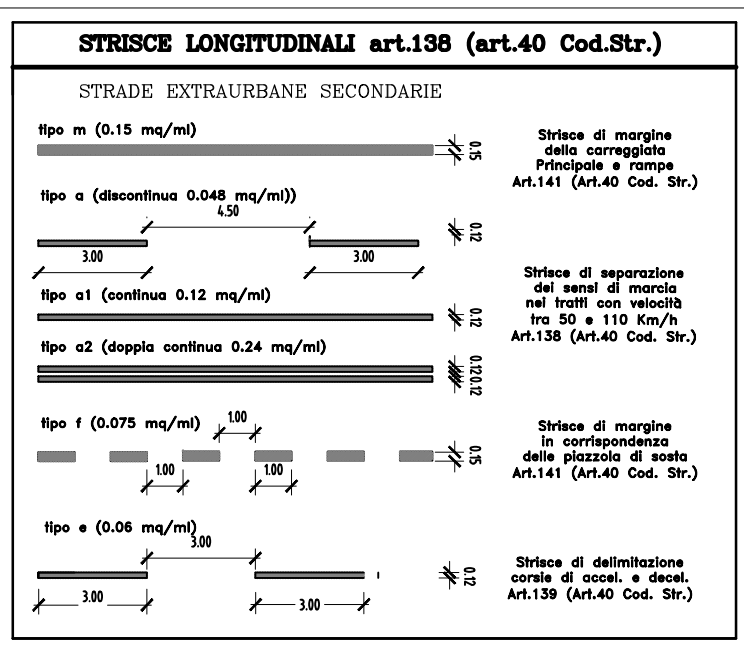 STRISCE LONGITUDINALI art.138 (art.40 Cod.Str.)
STRADE EXTRAURBANE SECONDARIE
tipo m (0.15 mq/ml)
0.15
Strisce di margine
della carreggiata
Principale e rampe
Art.141 (Art.40 Cod. Str.)
tipo a (discontinua 0.048 mq/ml))
4.50
0.12
3.00
3.00
tipo a1 (continua 0.12 mq/ml)
0.12
Strisce di separazione
dei sensi di marcia
nei tratti con velocità
tra 50 e 110 Km/h
Art.138 (Art.40 Cod. Str.)
tipo a2 (doppia continua 0.24 mq/ml)
0.12
0.12
tipo f (0.075 mq/ml)
1.00
0.15
1.00
1.00
Strisce di margine
in corrispondenza
delle piazzola di sosta
Art.141 (Art.40 Cod. Str.)
tipo e (0.06 mq/ml)
3.00
0.12
3.00
3.00
Strisce di delimitazione
corsie di accel. e decel.
Art.139 (Art.40 Cod. Str.)